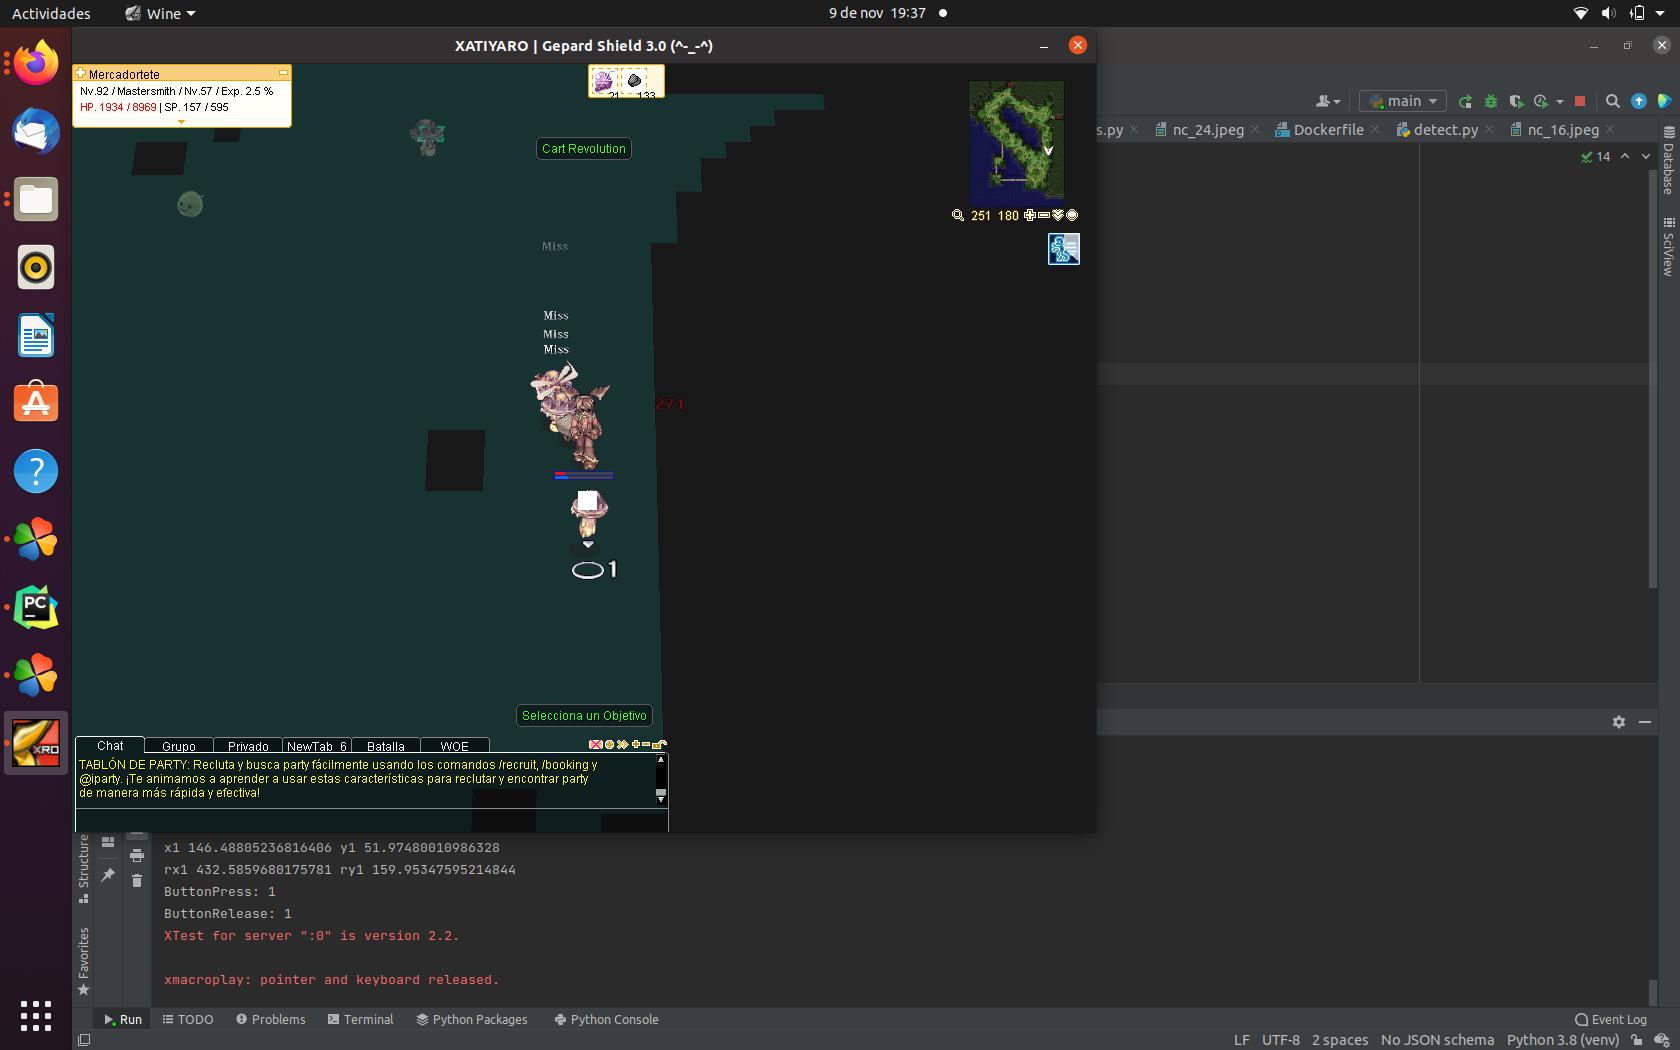 Actividades
Wine
9 de nov 19:37
XATIYARO | Gepard Shield 3.0 (^-_-^)
Mercadortete
Nv.92 / Mastersmith / Nv.57 / Exp. 2.5 %
HP. 1934 / 8969 | SP. 157 / 595
21
133
Cart Revolution
251 180
Miss
Miss
Miss
Miss
271
1
Selecciona un Objetivo
Chat
Grupo
Privado
NewTab_6
Batalla
WOE
TABLÓN DE PARTY: Recluta y busca party fácilmente usando los comandos /recruit, /booking y
@iparty. ¡Te animamos a aprender a usar estas características para reclutar y encontrar party
de manera más rápida y efectiva!
main
s.py
nc_24.jpeg
Dockerfile
detect.py
nc_16.jpeg
14
Database
SciView
PC
XRO
Structure
Favorites
x1 146.48805236816406 y1 51.97480010986328
rx1 432.5859680175781 ry1 159.95347595214844
ButtonPress: 1
ButtonRelease: 1
XTest for server ":0" is version 2.2.
xmacroplay: pointer and keyboard released.
Run
TODO
Problems
Terminal
Python Packages
Python Console
Event Log
LF
UTF-8
2 spaces
No JSON schema
Python 3.8 (venv)